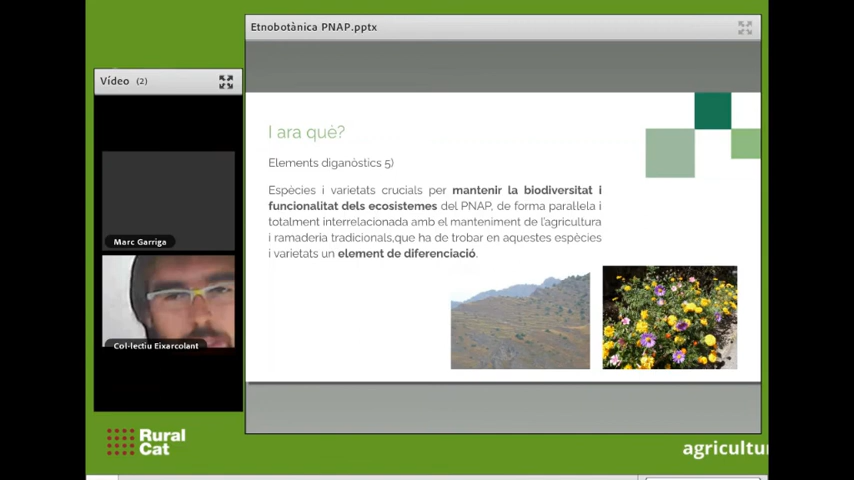 Etnobotànica PNAP.pptx
Vídeo (2)
I ara què?
Elements diganòstics 5)
Espècies i varietats crucials per mantenir la biodiversitat i
funcionalitat dels ecosistemes del PNAP, de forma paral·lela i
totalment interrelacionada amb el manteniment de l'agricultura
i ramaderia tradicionals,que ha de trobar en aquestes espècies
i varietats un element de diferenciació.
Marc Garriga
Col·lectiu Eixarcolant
Rural
Cat
agricultur